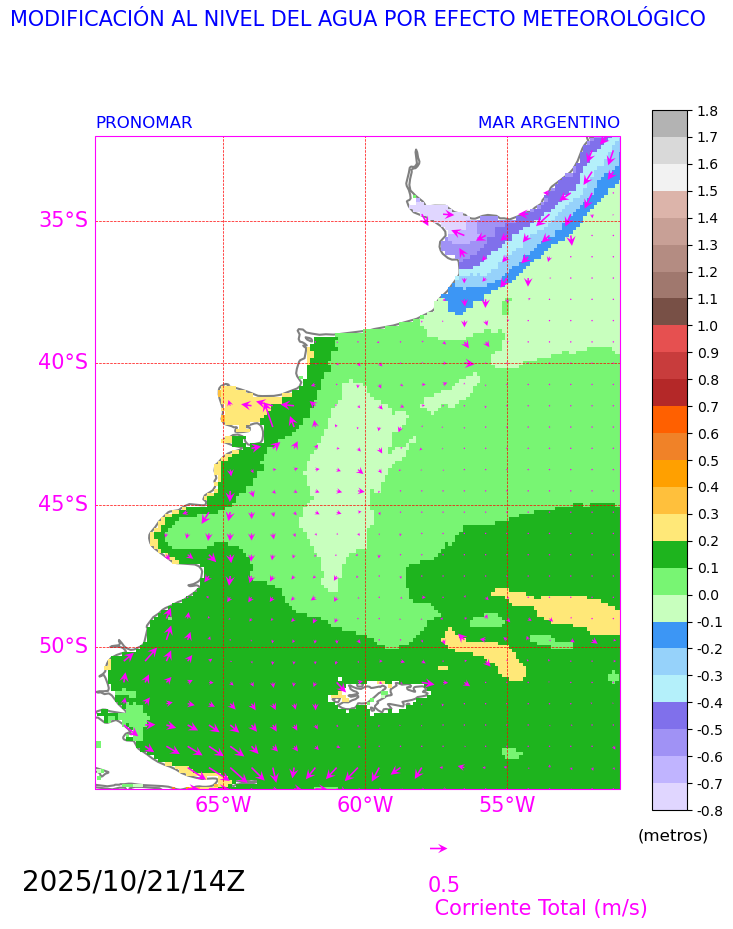 MODIFICACIÓN AL NIVEL DEL AGUA POR EFECTO METEOROLÓGICO
PRONOMAR
MAR ARGENTINO
35°S
40°S
45°S
50°S
65°W
60°W
55°W
1.8
1.7
1.6
1.5
1.4
1.3
1.2
1.1
1.0
0.9
0.8
0.7
0.6
0.5
0.4
0.3
0.2
0.1
0.0
-0.1
-0.2
-0.3
-0.4
-0.5
-0.6
-0.7
-0.8
(metros)
2025/10/21/14Z
0.5
Corriente Total (m/s)